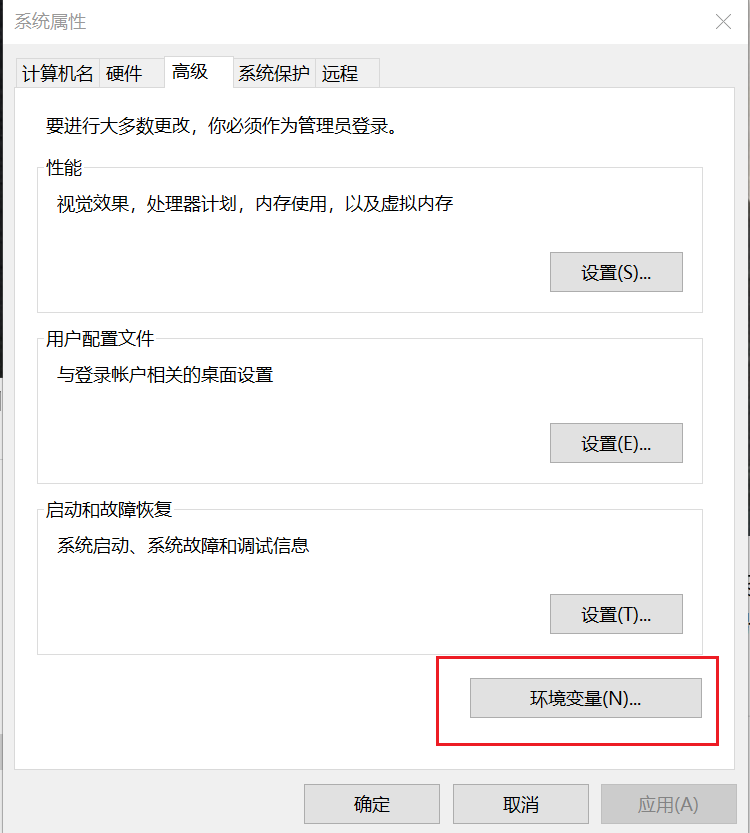 系统属性
计算机名 硬件 高级 系统保护 远程
要进行大多数更改，你必须作为管理员登录。
性能
视觉效果，处理器计划，内存使用，以及虚拟内存
设置(S)...
用户配置文件
与登录帐户相关的桌面设置
设置(E)...
启动和故障恢复
系统启动、系统故障和调试信息
设置(T)...
环境变量(N)...
确定 取消 应用(A)